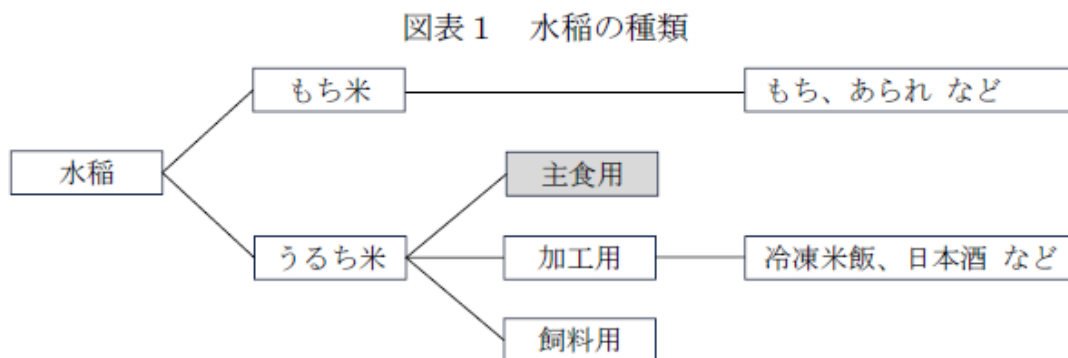 図表1 水稲の種類
もち米
もち、あられ など
水稲
主食用
うるち米
加工用
冷凍米飯、日本酒 など
飼料用